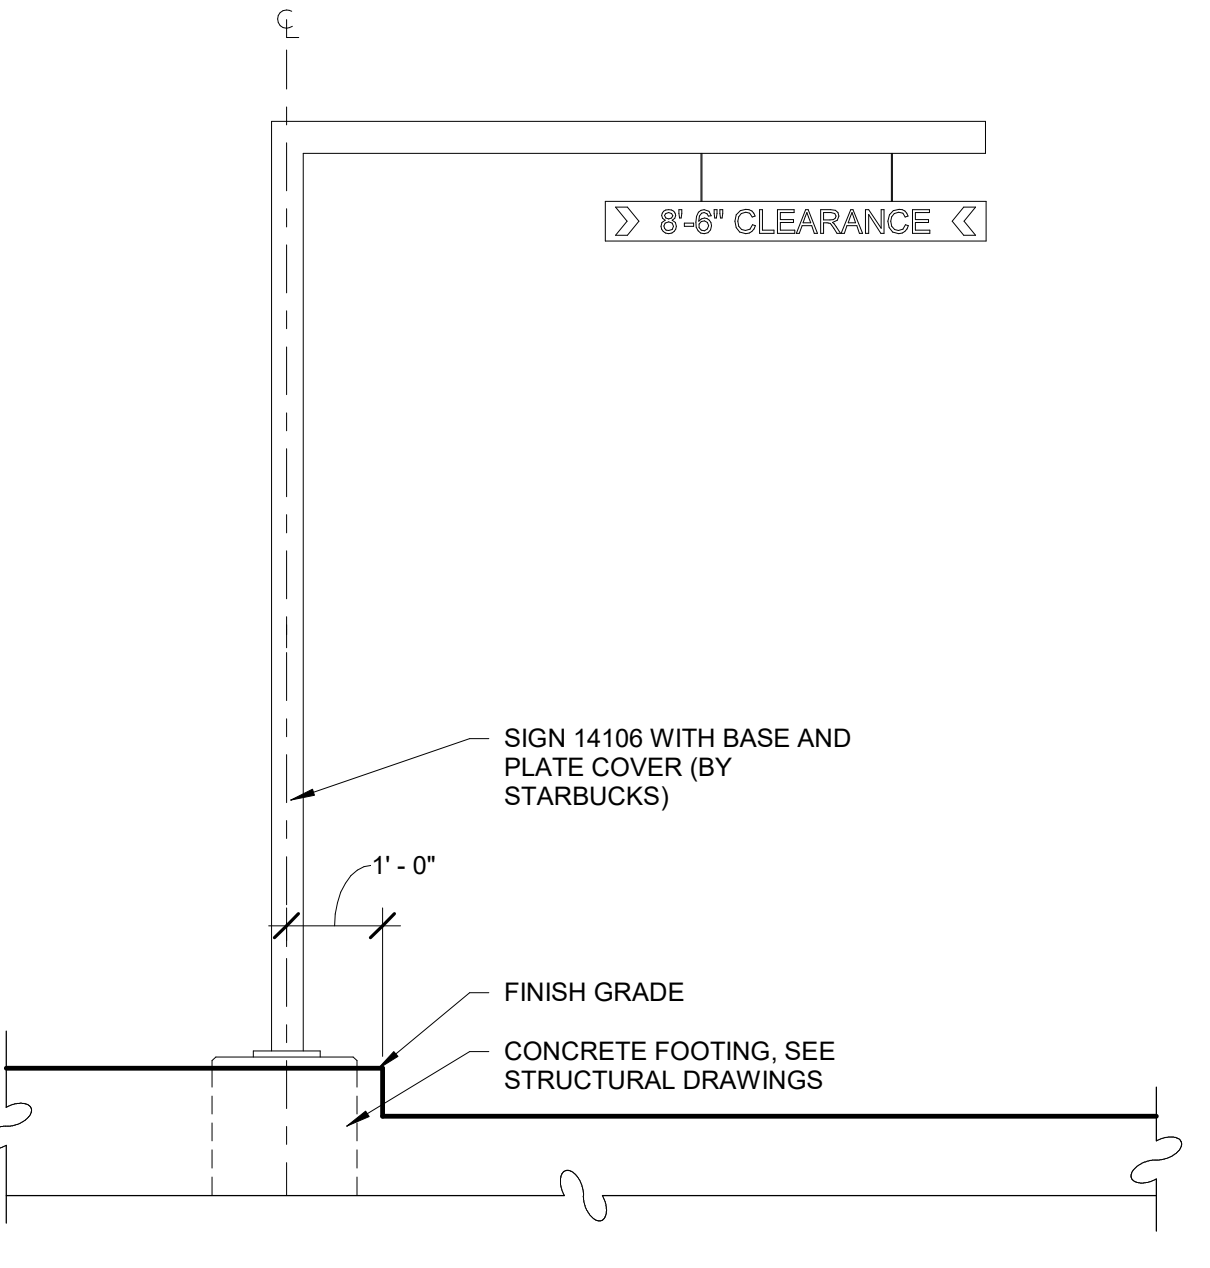 ℄
8'-6" CLEARANCE
SIGN 14106 WITH BASE AND
PLATE COVER (BY
STARBUCKS)
1' - 0"
FINISH GRADE
CONCRETE FOOTING, SEE
STRUCTURAL DRAWINGS